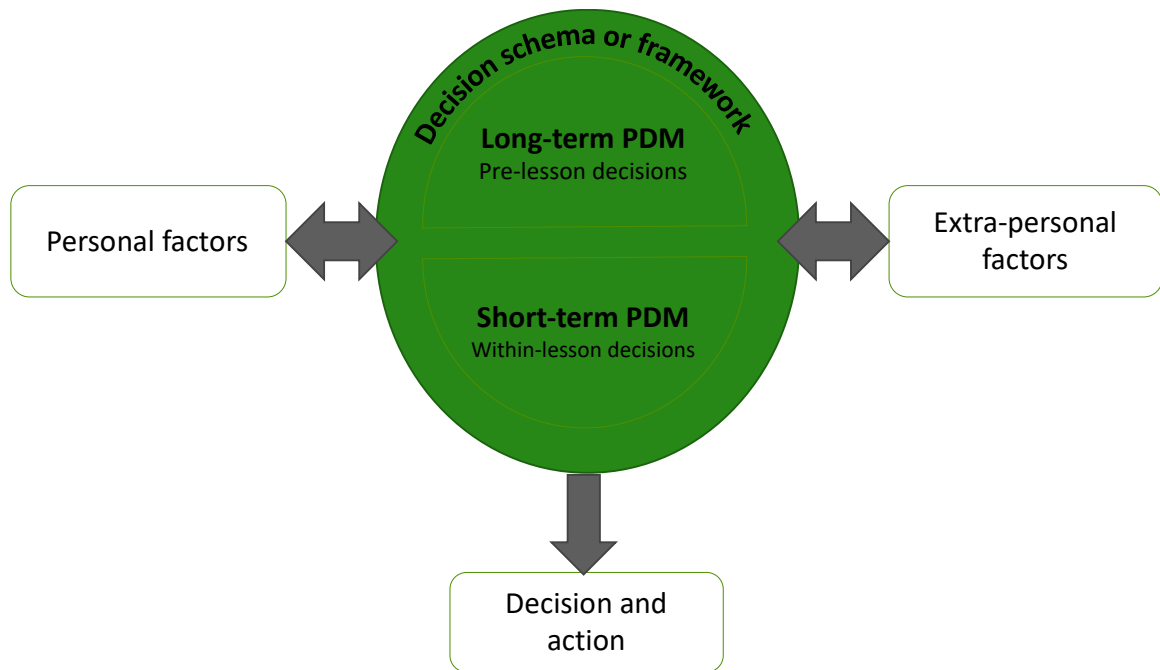 Decision schema or framework
Long-term PDM
Pre-lesson decisions
Personal factors
Extra-personal
factors
Short-term PDM
Within-lesson decisions
Decision and
action